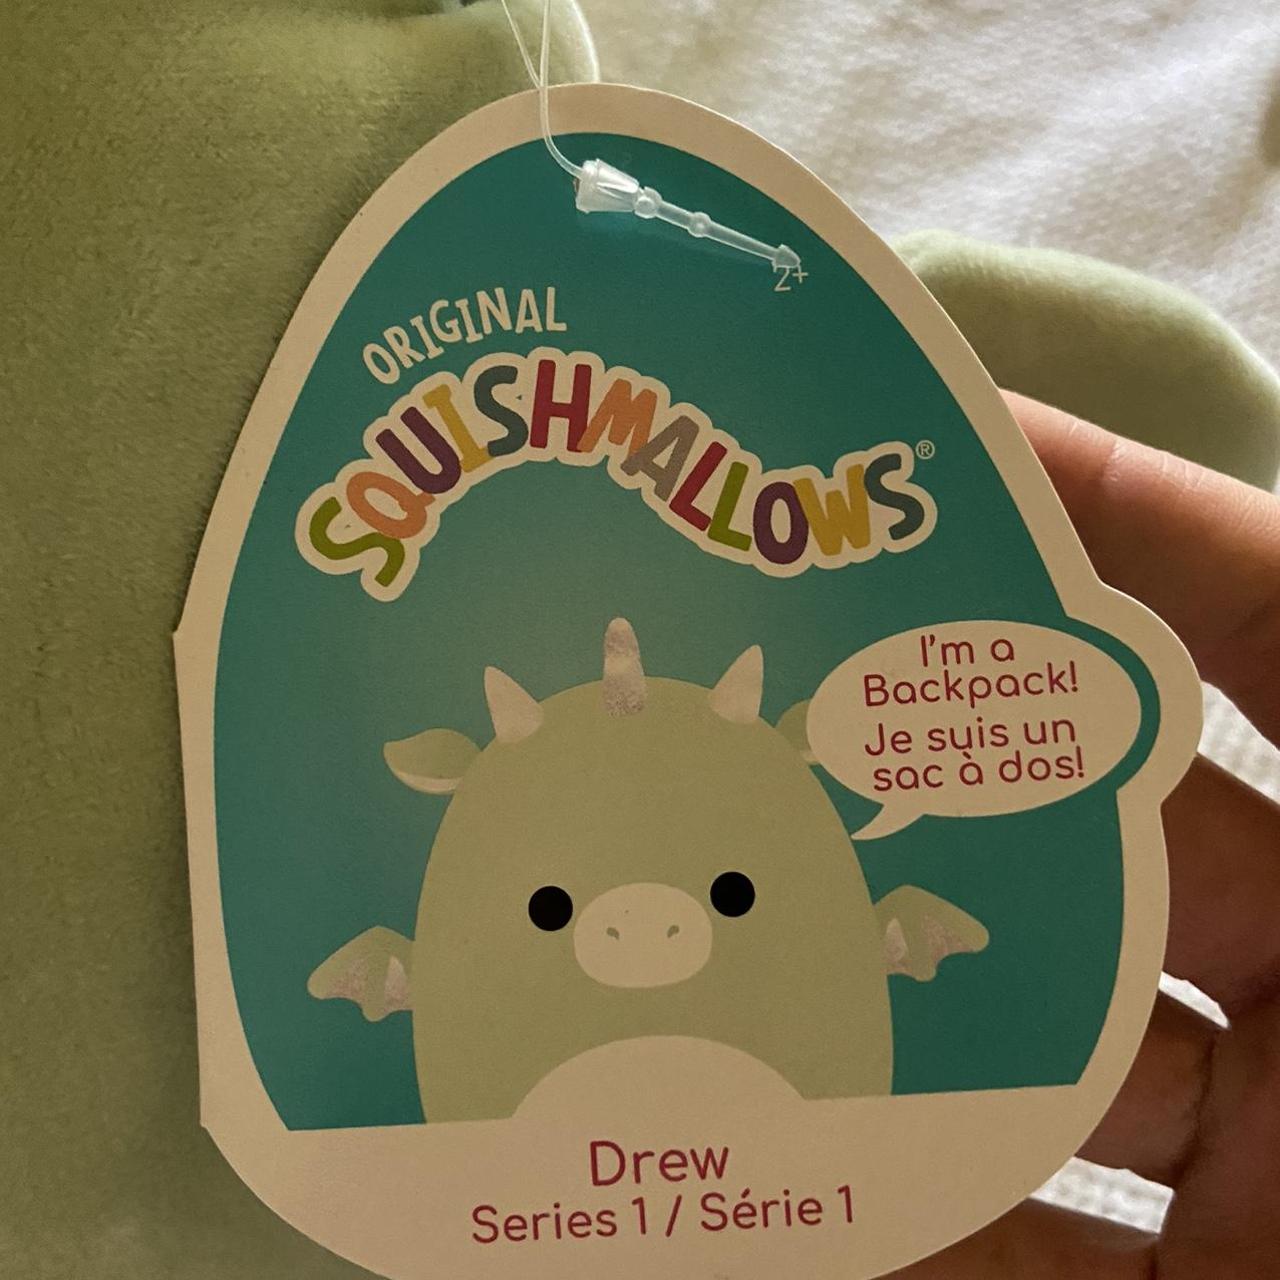 2+
ORIGINAL
SQUISHMALLOWS®
I'm a
Backpack!
Je suis un
sac à dos!
Drew
Series 1 / Série 1